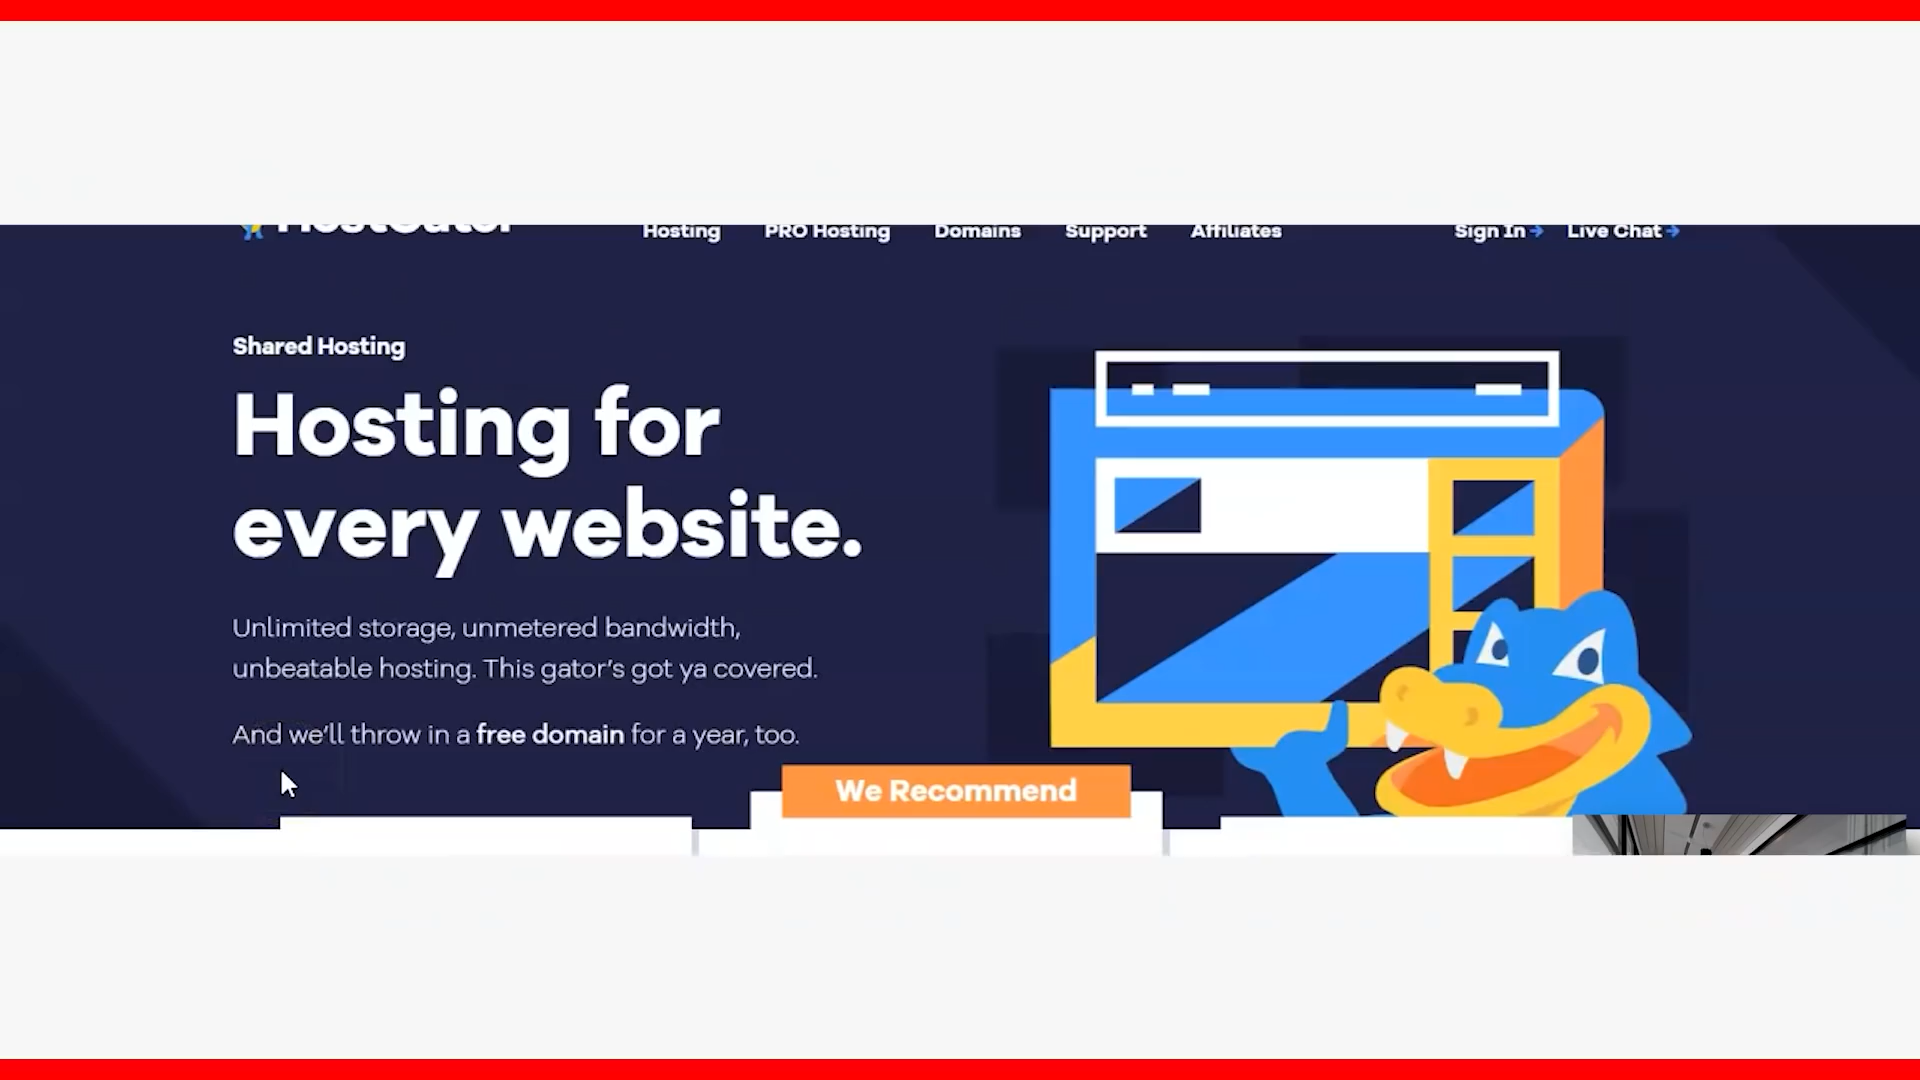 HostGator
Hosting PRO Hosting Domains Support Affiliates Sign In → Live Chat →
Shared Hosting
Hosting for
every website.
Unlimited storage, unmetered bandwidth,
unbeatable hosting. This gator's got ya covered.
And we'll throw in a free domain for a year, too.
We Recommend